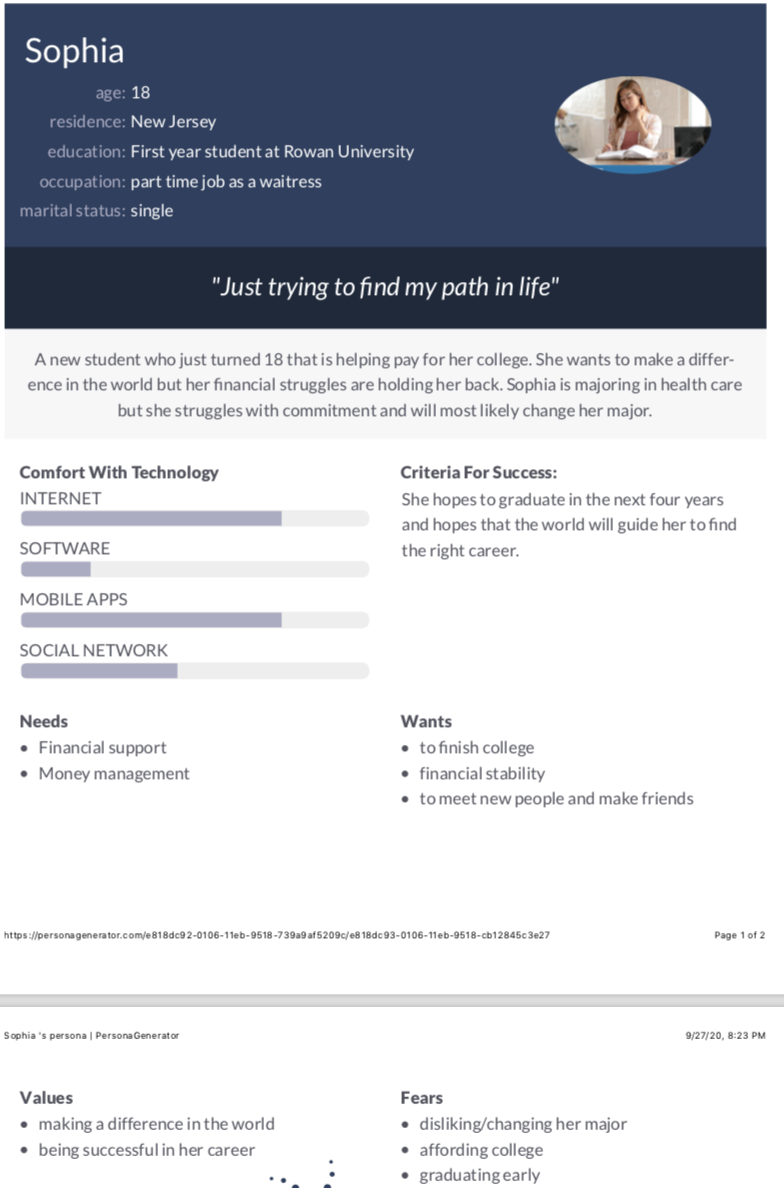 Sophia
age: 18
residence: New Jersey
education: First year student at Rowan University
occupation: part time job as a waitress
marital status: single
"Just trying to find my path in life"
A new student who just turned 18 that is helping pay for her college. She wants to make a differ-
ence in the world but her financial struggles are holding her back. Sophia is majoring in health care
but she struggles with commitment and will most likely change her major.
Comfort With Technology
INTERNET
SOFTWARE
MOBILE APPS
SOCIAL NETWORK
Criteria For Success:
She hopes to graduate in the next four years
and hopes that the world will guide her to find
the right career.
Needs
• Financial support
• Money management
Wants
• to finish college
• financial stability
• to meet new people and make friends
https://personagenerator.com/e818dc92-0106-11eb-9518-739a9af5209c/e818dc93-0106-11eb-9518-cb12845c3e27
Page 1 of 2
Sophia 's persona | PersonaGenerator
9/27/20, 8:23 PM
Values
• making a difference in the world
• being successful in her career
Fears
• disliking/changing her major
• affording college
• graduating early